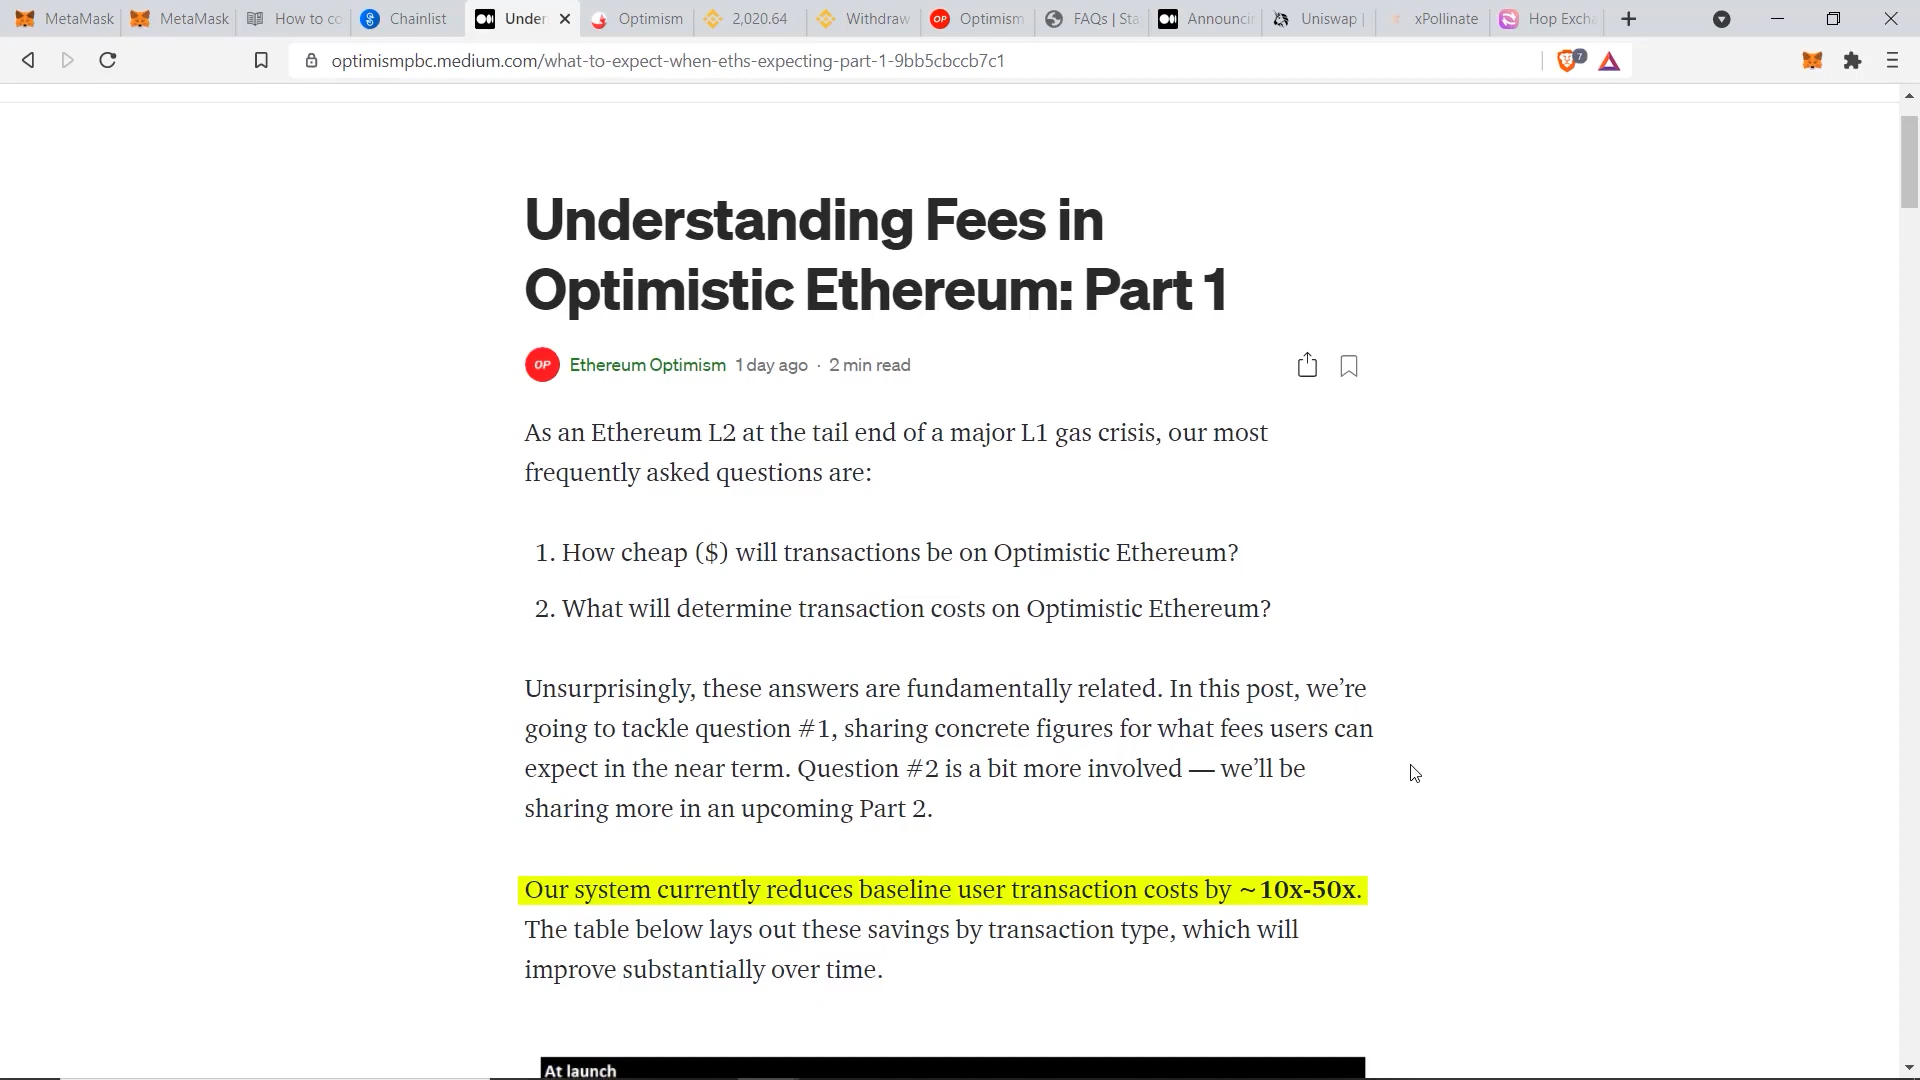 MetaMask
MetaMask
How to co
Chainlist
Under
Optimism
2,020.64
Withdraw
Optimism
FAQs | Sta
Announcin
Uniswap |
xPollinate
Hop Excha
optimismpbc.medium.com/what-to-expect-when-eths-expecting-part-1-9bb5cbccb7c1
7
Understanding Fees in
Optimistic Ethereum: Part 1
OP Ethereum Optimism 1 day ago · 2 min read
As an Ethereum L2 at the tail end of a major L1 gas crisis, our most
frequently asked questions are:
1. How cheap ($) will transactions be on Optimistic Ethereum?
2. What will determine transaction costs on Optimistic Ethereum?
Unsurprisingly, these answers are fundamentally related. In this post, we’re
going to tackle question #1, sharing concrete figures for what fees users can
expect in the near term. Question #2 is a bit more involved — we’ll be
sharing more in an upcoming Part 2.
Our system currently reduces baseline user transaction costs by ~10x-50x.
The table below lays out these savings by transaction type, which will
improve substantially over time.
At launch